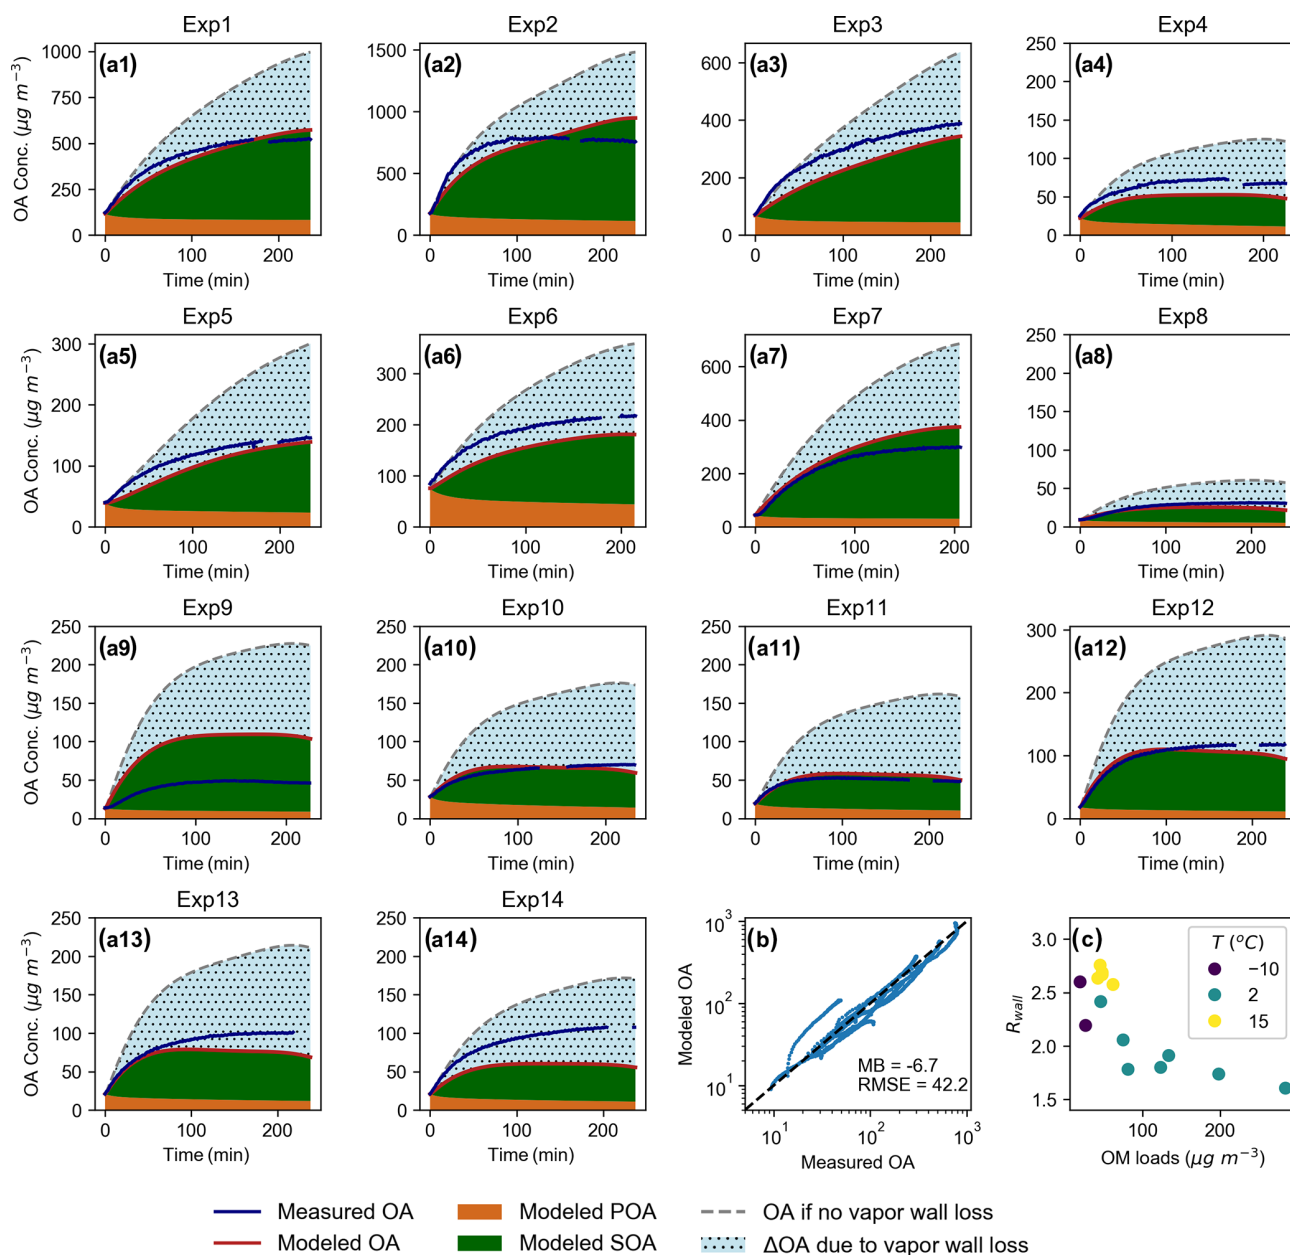 Exp1
Exp2
Exp3
Exp4
(a1)
(a2)
(a3)
(a4)
OA Conc. (μg m⁻³)
1000
750
500
250
0
1500
1000
500
0
600
400
200
0
250
200
150
100
50
0
0 200
0 100 200
0 100 200
0 100 200
Time (min)
Time (min)
Time (min)
Time (min)
Exp5
Exp6
Exp7
Exp8
(a5)
(a6)
(a7)
(a8)
OA Conc. (μg m⁻³)
300
200
100
0
300
200
100
0
600
400
200
0
250
200
150
100
50
0
0 100 200
0 100 200
0 100 200
0 100 200
Time (min)
Time (min)
Time (min)
Time (min)
Exp9
Exp10
Exp11
Exp12
(a9)
(a10)
(a11)
(a12)
OA Conc. (μg m⁻³)
250
200
150
100
50
0
250
200
150
100
50
0
250
200
150
100
50
0
300
200
100
0
0 100 200
0 100 200
0 100 200
0 100 200
Time (min)
Time (min)
Time (min)
Time (min)
Exp13
Exp14
(a13)
(a14)
(b)
(c)
OA Conc. (μg m⁻³)
250
200
150
100
50
0
250
200
150
100
50
0
0 100 200
0 100 200
Time (min)
Time (min)
Modeled OA
10³
10²
10¹
MB = -6.7
RMSE = 42.2
10¹ 10² 10³
Measured OA
R_wall
3.0
2.5
2.0
1.5
T (°C)
−10
2
15
100 200
OM loads (μg m⁻³)
Measured OA
Modeled POA
OA if no vapor wall loss
Modeled OA
Modeled SOA
ΔOA due to vapor wall loss